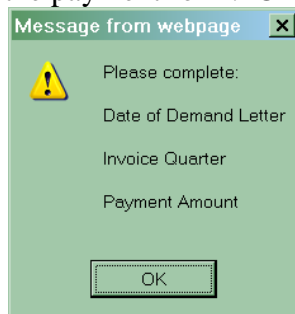 Message from webpage
Please complete:
Date of Demand Letter
Invoice Quarter
Payment Amount
OK